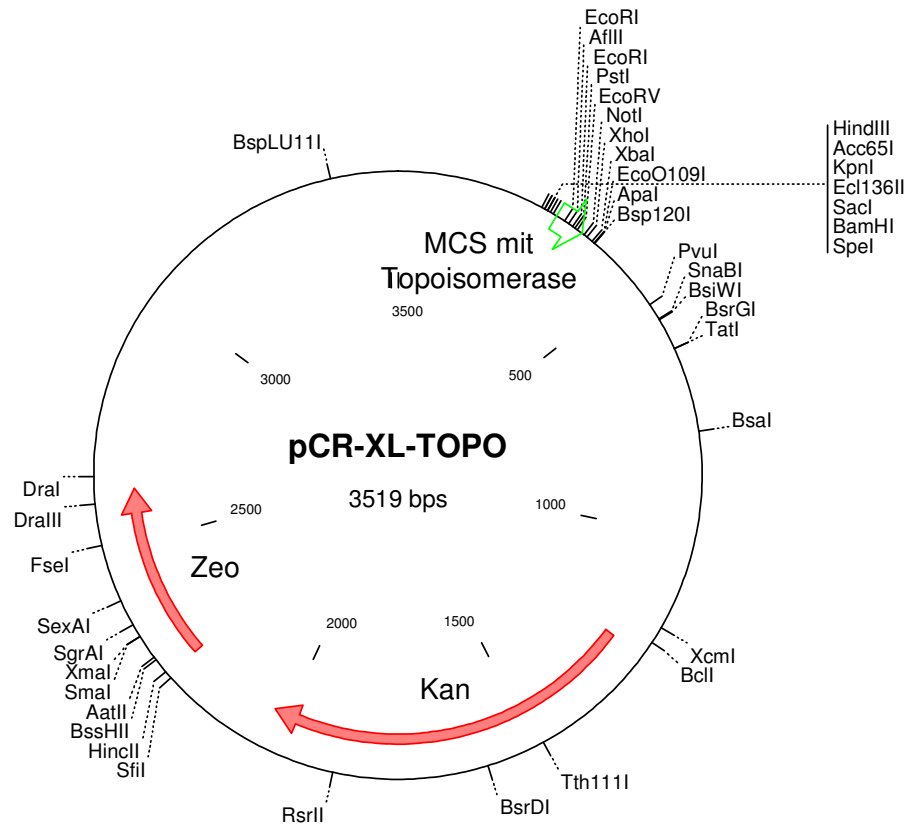 EcoRI
AflII
EcoRI
PstI
EcoRV
NotI
XhoI
XbaI
EcoO109I
ApaI
Bsp120I
HindIII
Acc65I
KpnI
Ecl136II
SacI
BamHI
SpeI
BspLU11I
MCS mit
Topoisomerase I
PvuI
SnaBI
BsiWI
BsrGI
TatI
3500
500
3000
BsaI
pCR-XL-TOPO
3519 bps
1000
2500
DraI
DraIII
FseI
Zeo
SexAI
SgrAI
XmaI
SmaI
AatII
BssHII
HincII
SfiI
2000
1500
Kan
XcmI
BclI
Tth111I
BsrDI
RsrII